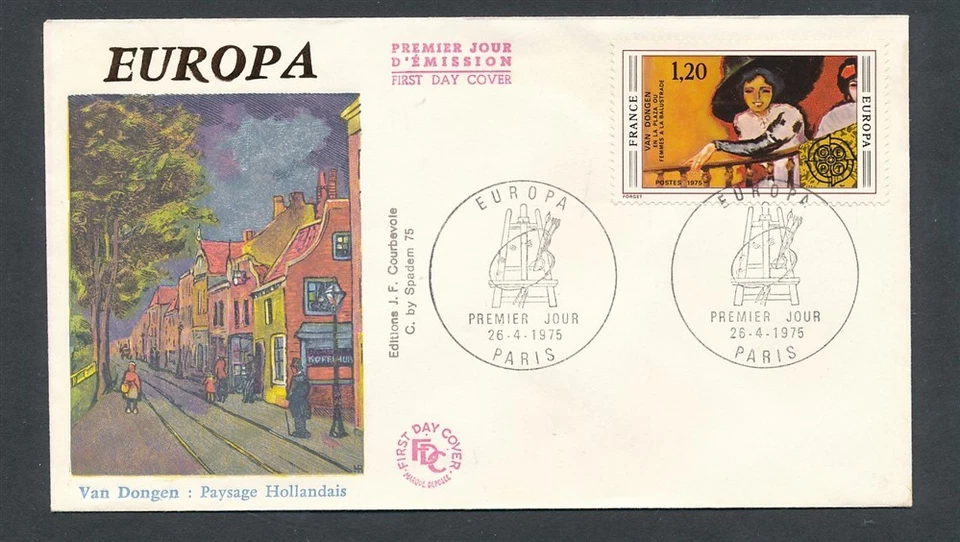 EUROPA
PREMIER JOUR
D'ÉMISSION
FIRST DAY COVER
1,20
FRANCE
VAN DONGEN
EN LA PLAZA OU
FEMMES A LA BALUSTRADE
POSTES 1975
EUROPA
FORGET
Editions J. F. Courbevoie
C. by Spadem 75
EUROPA
PREMIER JOUR
26-4-1975
PARIS
EUROPA
PREMIER JOUR
26-4-1975
PARIS
KOFFIHUIS
FIRST DAY COVER
FDC
MARQUE DÉPOSÉE
Van Dongen : Paysage Hollandais